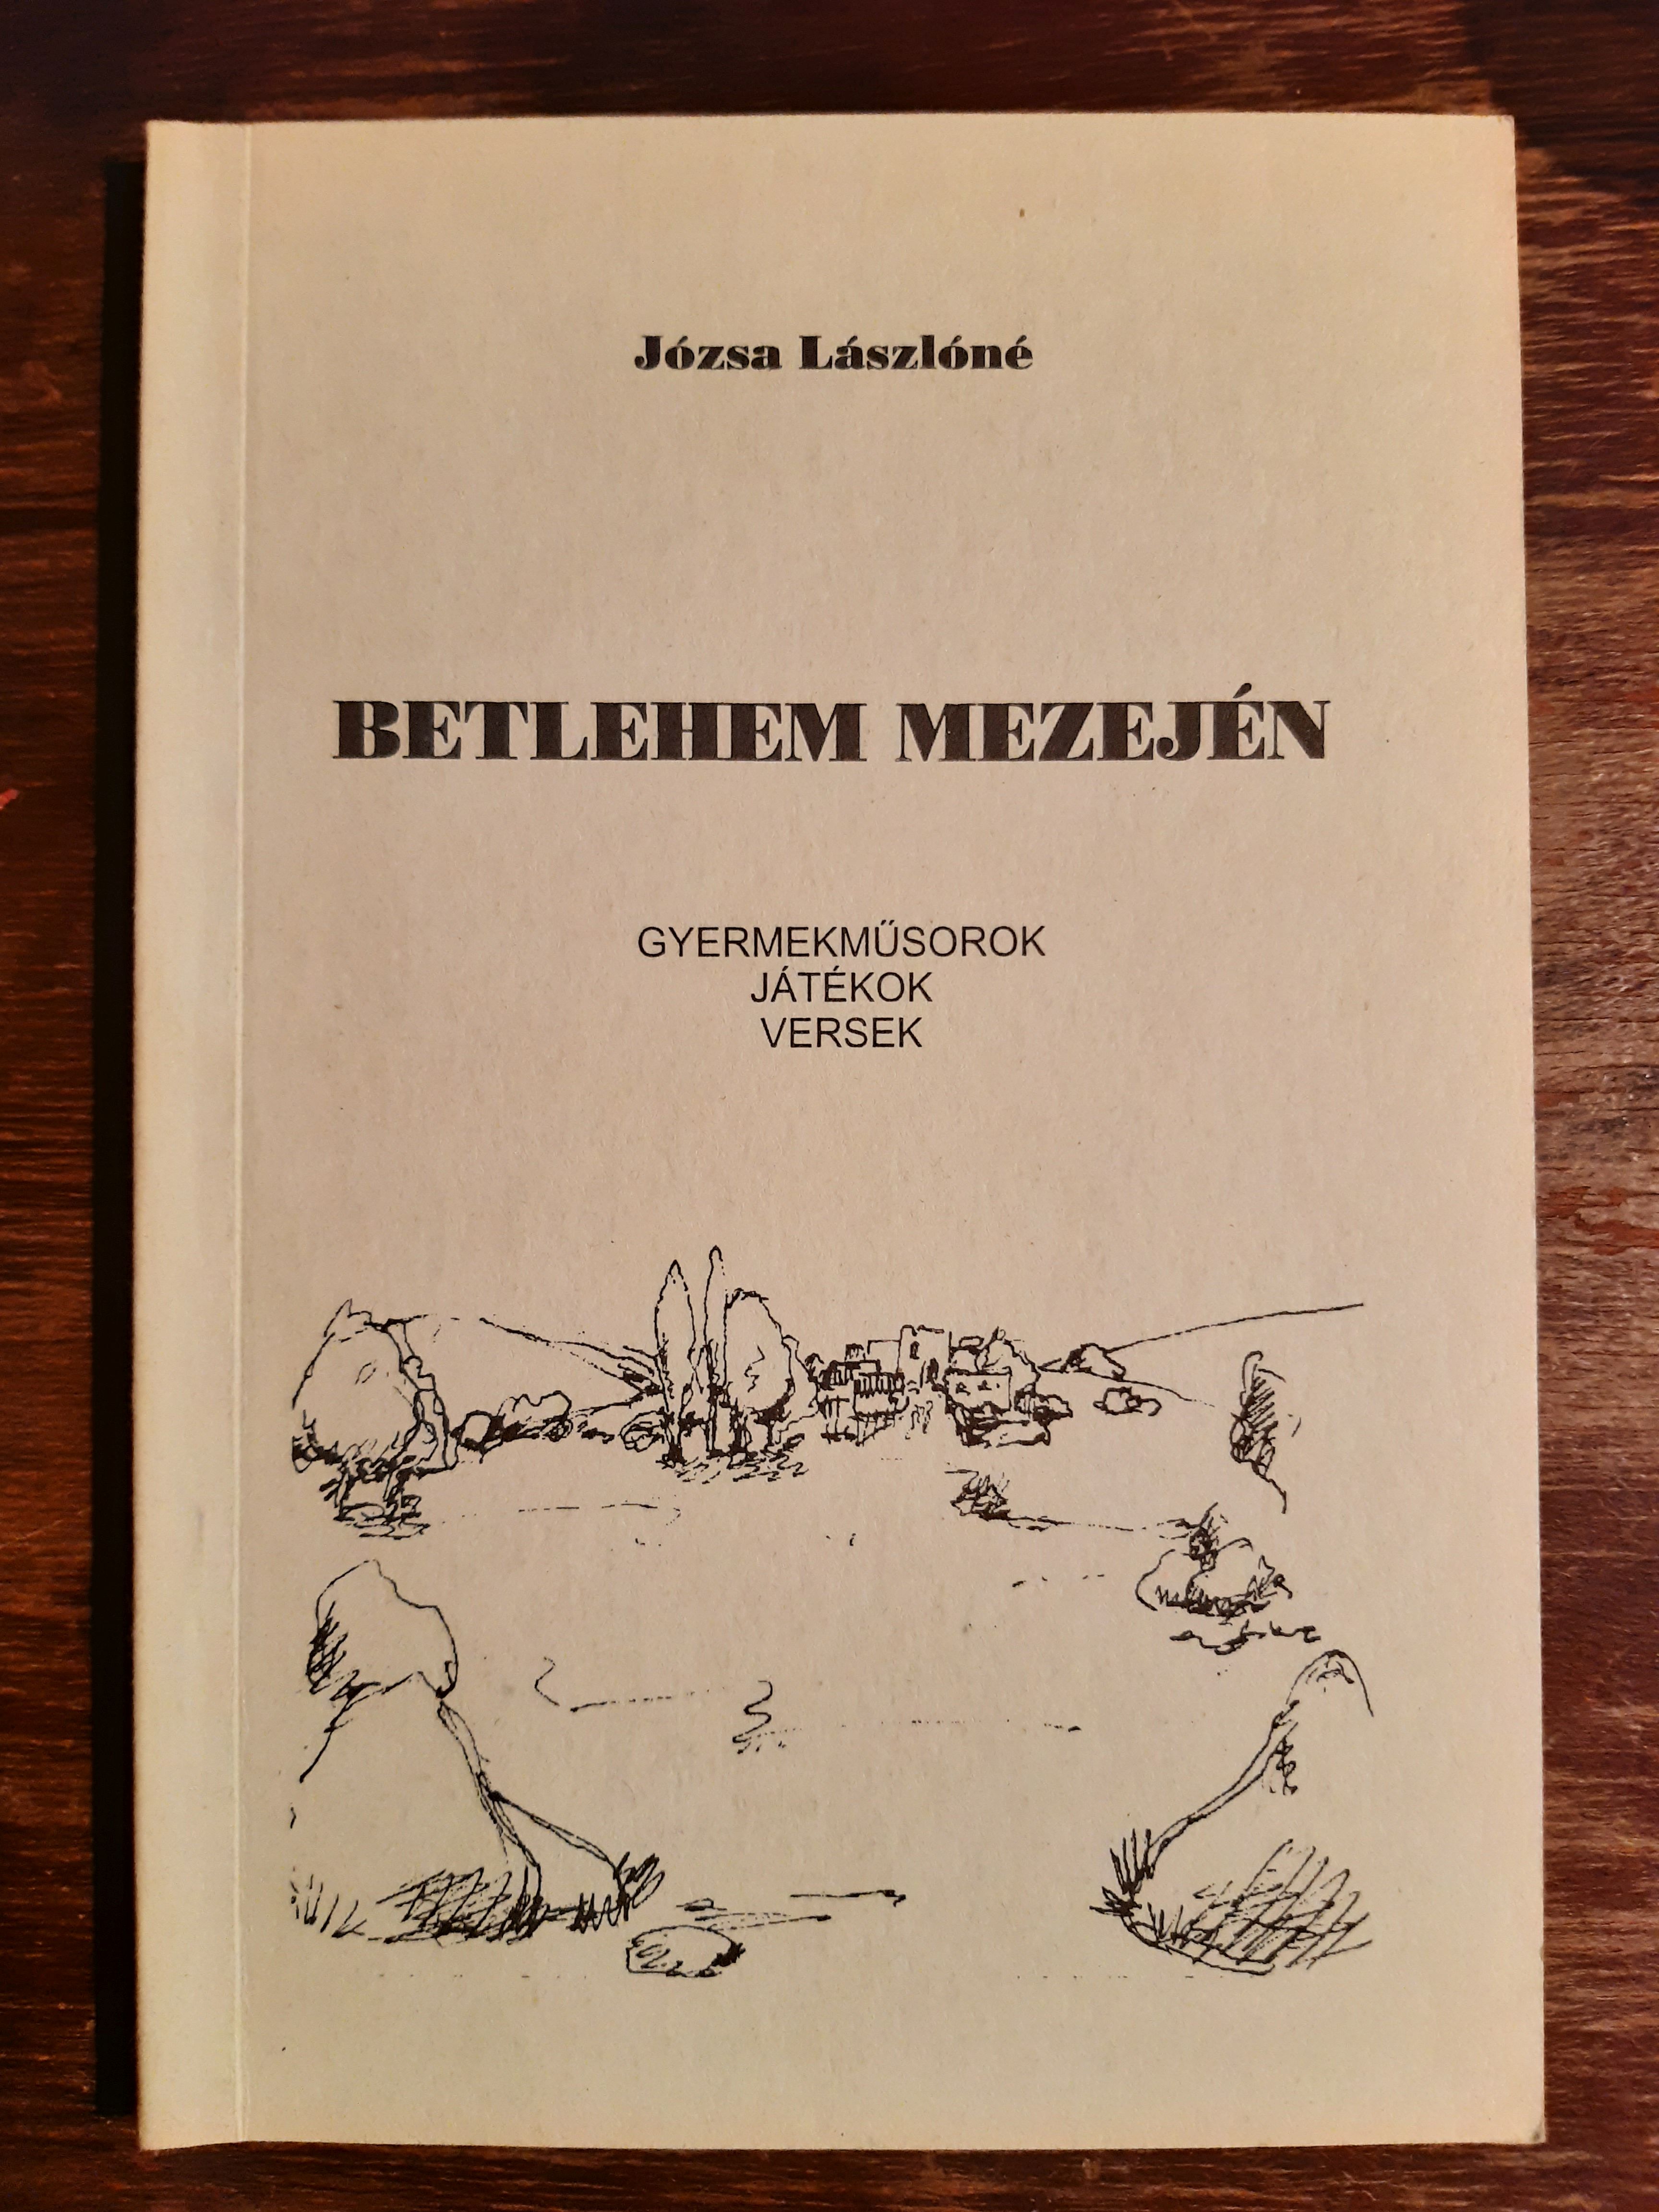 Józsa Lászlóné
BETLEHEM MEZEJÉN
GYERMEKMŰSOROK
JÁTÉKOK
VERSEK